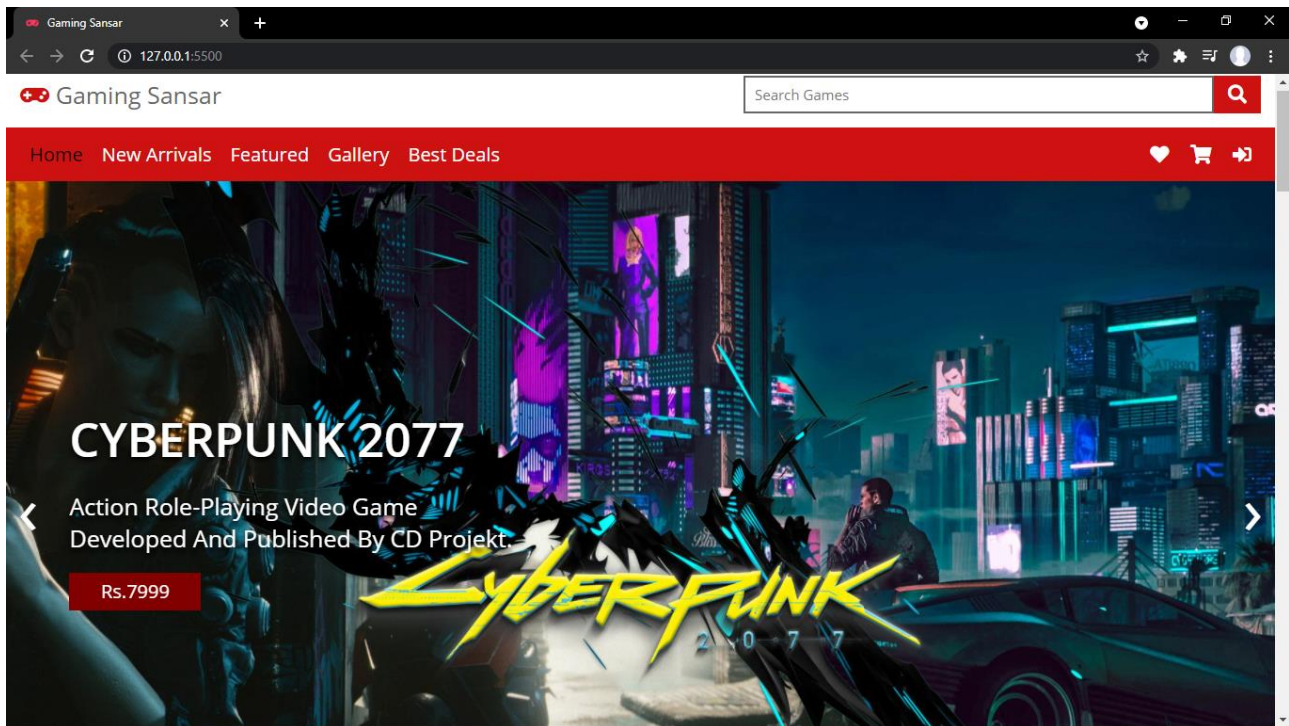 Gaming Sansar
127.0.0.1:5500
Gaming Sansar
Search Games
Home New Arrivals Featured Gallery Best Deals
CYBERPUNK 2077
Action Role-Playing Video Game
Developed And Published By CD Projekt.
Rs.7999
CYBERPUNK
2077